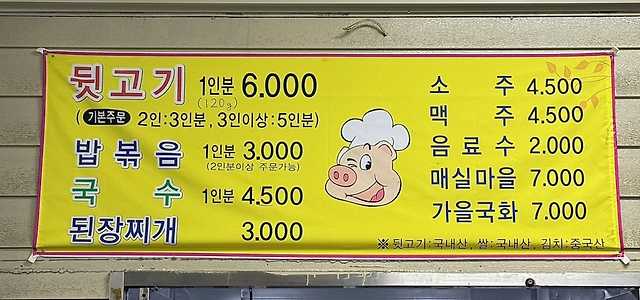 뒷고기 1인분 6.000
(120g)
(기본주문 2인:3인분, 3인이상:5인분)
밥볶음 1인분 3.000
(2인분이상 주문가능)
국수 1인분 4.500
된장찌개 3.000
소주 4.500
맥주 4.500
음료수 2.000
매실마을 7.000
가을국화 7.000
※ 뒷고기:국내산, 쌀:국내산, 김치:중국산